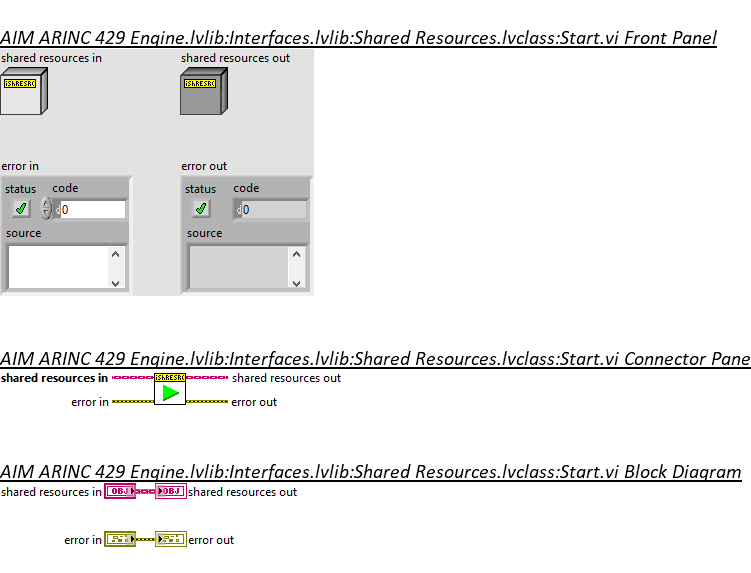 AIM ARINC 429 Engine.lvlib:Interfaces.lvlib:Shared Resources.lvclass:Start.vi Front Panel
shared resources in shared resources out
iShRESRC iShRESRC
error in error out
status code status code
d 0 d 0
source source
AIM ARINC 429 Engine.lvlib:Interfaces.lvlib:Shared Resources.lvclass:Start.vi Connector Pane
iShRESRC
shared resources in shared resources out
error in error out
AIM ARINC 429 Engine.lvlib:Interfaces.lvlib:Shared Resources.lvclass:Start.vi Block Diagram
shared resources in OBJ OBJ shared resources out
error in error out